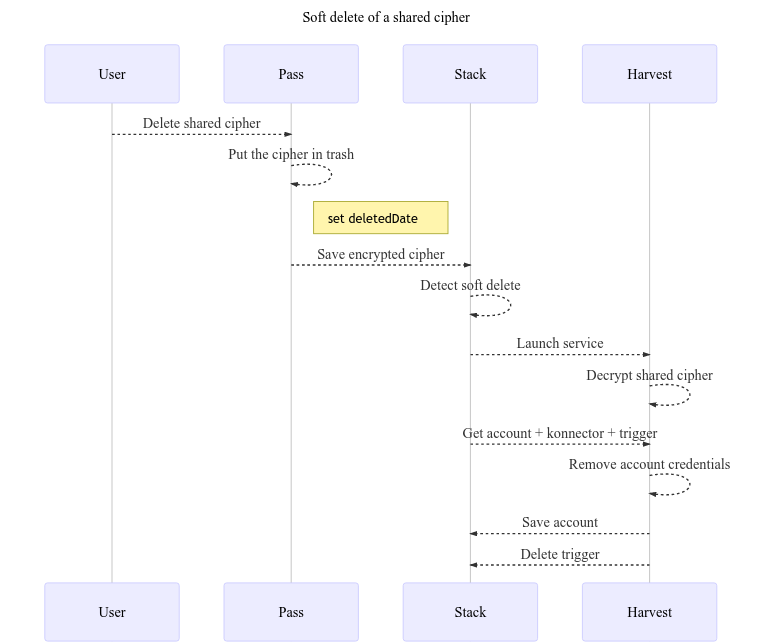 Soft delete of a shared cipher
User
Pass
Stack
Harvest
Delete shared cipher
Put the cipher in trash
set deletedDate
Save encrypted cipher
Detect soft delete
Launch service
Decrypt shared cipher
Get account + konnector + trigger
Remove account credentials
Save account
Delete trigger
User
Pass
Stack
Harvest